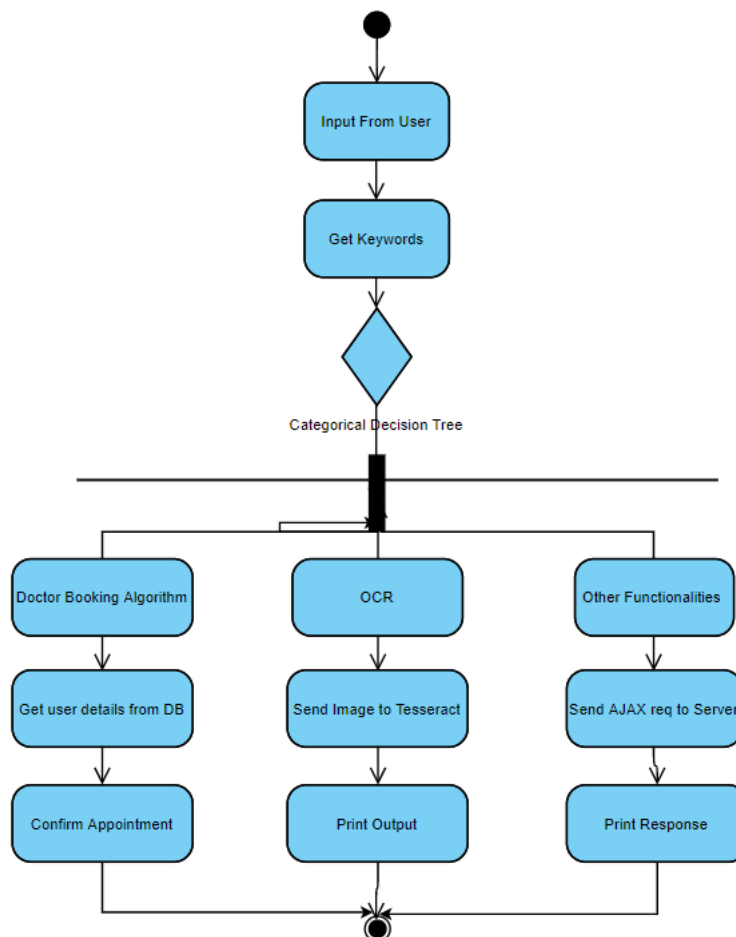 Input From User
Get Keywords
Categorical Decision Tree
Doctor Booking Algorithm
OCR
Other Functionalities
Get user details from DB
Send Image to Tesseract
Send AJAX req to Server
Confirm Appointment
Print Output
Print Response